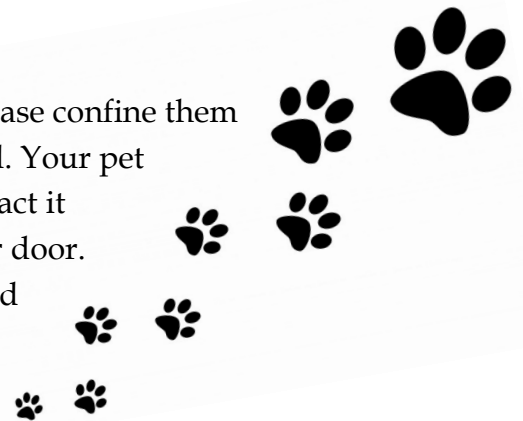 ase confine them
. Your pet
act it
r door.
d